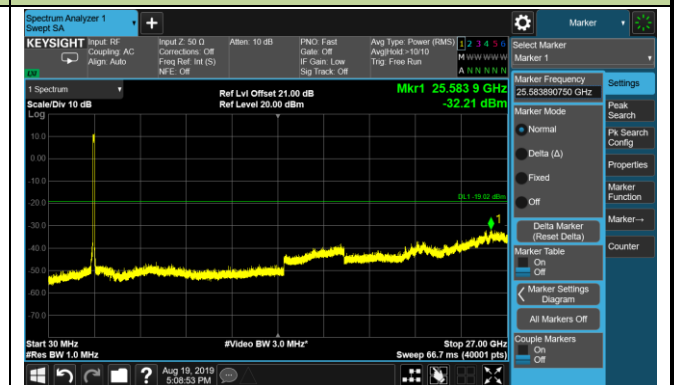 Spectrum Analyzer 1
Swept SA
Marker
KEYSIGHT
Input: RF
Coupling: AC
Align: Auto
Input Z: 50 Ω
Corrections: Off
Freq Ref: Int (S)
NFE: Off
Atten: 10 dB
PNO: Fast
Gate: Off
IF Gain: Low
Sig Track: Off
Avg Type: Power (RMS)
Avg|Hold:>10/10
Trig: Free Run
1 2 3 4 5 6
M W W W W W
A N N N N N
Select Marker
Marker 1
1 Spectrum
Scale/Div 10 dB
Log
Ref Lvl Offset 21.00 dB
Ref Level 20.00 dBm
Mkr1 25.583 9 GHz
-32.21 dBm
10.0
0.00
-10.0
-20.0
-30.0
-40.0
-50.0
-60.0
-70.0
DL1 -19.02 dBm
1
Start 30 MHz
#Res BW 1.0 MHz
#Video BW 3.0 MHz*
Stop 27.00 GHz
Sweep 66.7 ms (40001 pts)
Marker Frequency
25.583890750 GHz
Marker Mode
Normal
Delta (Δ)
Fixed
Off
Delta Marker
(Reset Delta)
Marker Table
On
Off
Marker Settings
Diagram
All Markers Off
Couple Markers
On
Off
Settings
Peak
Search
Pk Search
Config
Properties
Marker
Function
Marker→
Counter
Aug 19, 2019
5:08:53 PM